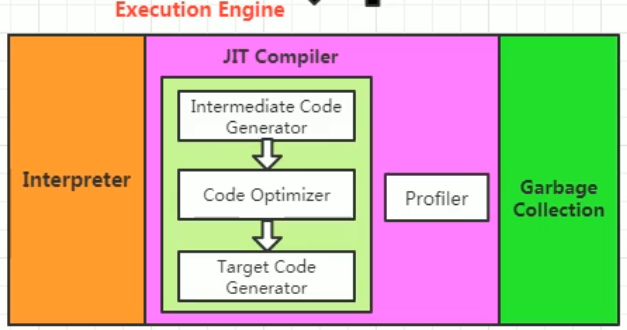 Execution Engine
JIT Compiler
Intermediate Code
Generator
Interpreter
Code Optimizer
Profiler
Garbage
Collection
Target Code
Generator